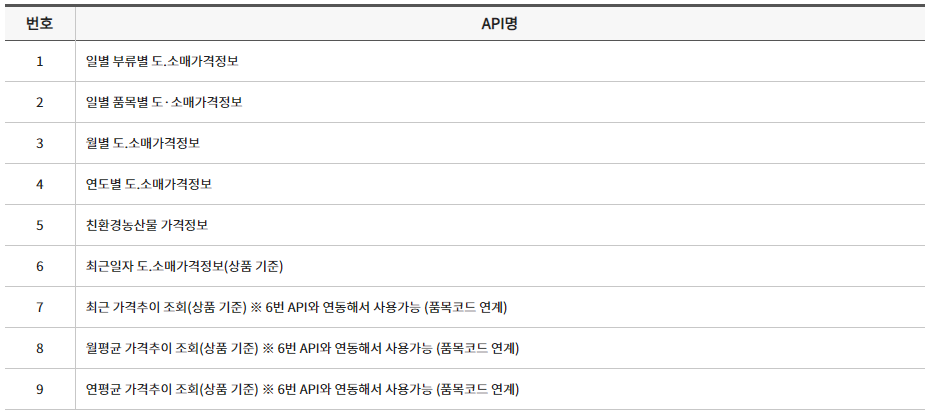 번호 API명
1 일별 부류별 도.소매가격정보
2 일별 품목별 도·소매가격정보
3 월별 도.소매가격정보
4 연도별 도.소매가격정보
5 친환경농산물 가격정보
6 최근일자 도.소매가격정보(상품 기준)
7 최근 가격추이 조회(상품 기준) ※ 6번 API와 연동해서 사용가능 (품목코드 연계)
8 월평균 가격추이 조회(상품 기준) ※ 6번 API와 연동해서 사용가능 (품목코드 연계)
9 연평균 가격추이 조회(상품 기준) ※ 6번 API와 연동해서 사용가능 (품목코드 연계)